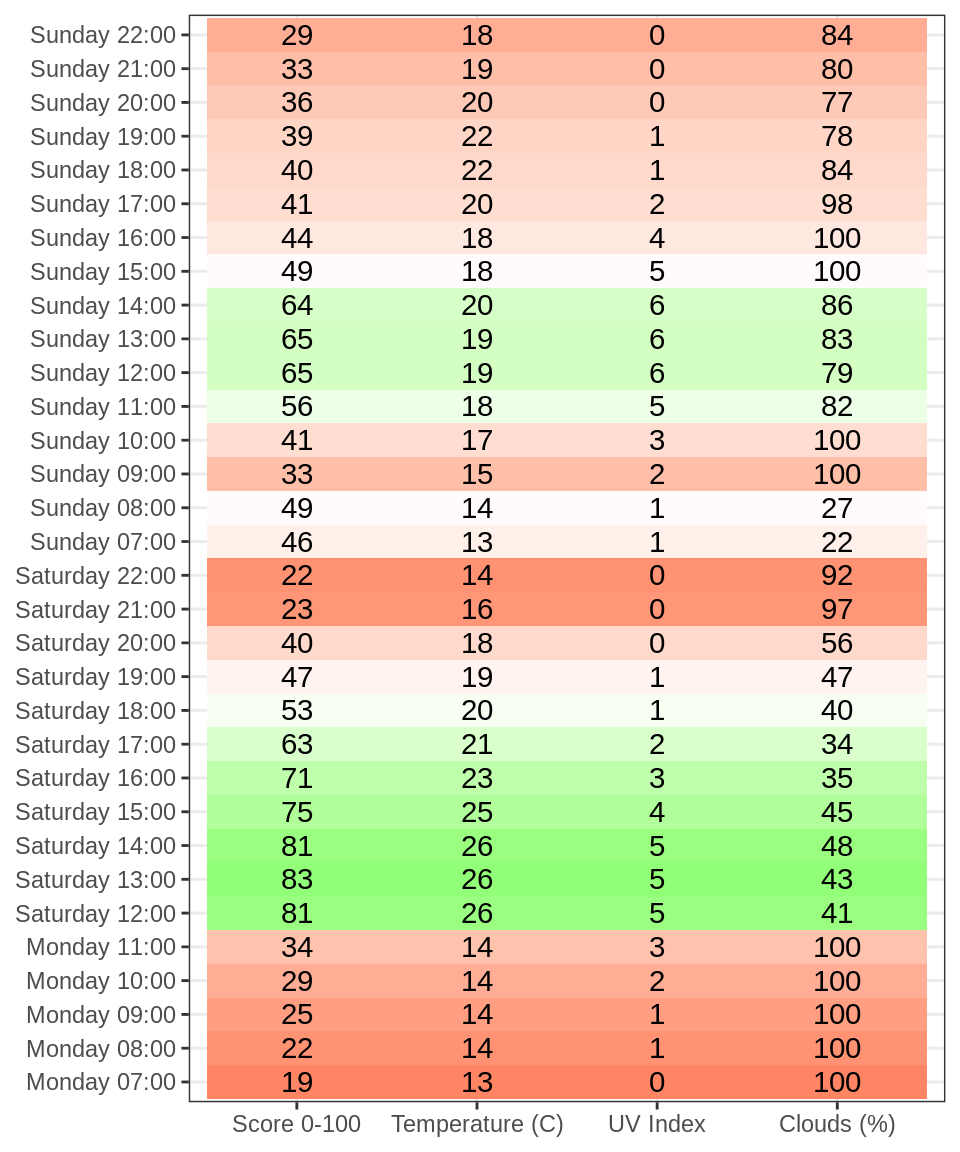 Sunday 22:00 29 18 0 84
Sunday 21:00 33 19 0 80
Sunday 20:00 36 20 0 77
Sunday 19:00 39 22 1 78
Sunday 18:00 40 22 1 84
Sunday 17:00 41 20 2 98
Sunday 16:00 44 18 4 100
Sunday 15:00 49 18 5 100
Sunday 14:00 64 20 6 86
Sunday 13:00 65 19 6 83
Sunday 12:00 65 19 6 79
Sunday 11:00 56 18 5 82
Sunday 10:00 41 17 3 100
Sunday 09:00 33 15 2 100
Sunday 08:00 49 14 1 27
Sunday 07:00 46 13 1 22
Saturday 22:00 22 14 0 92
Saturday 21:00 23 16 0 97
Saturday 20:00 40 18 0 56
Saturday 19:00 47 19 1 47
Saturday 18:00 53 20 1 40
Saturday 17:00 63 21 2 34
Saturday 16:00 71 23 3 35
Saturday 15:00 75 25 4 45
Saturday 14:00 81 26 5 48
Saturday 13:00 83 26 5 43
Saturday 12:00 81 26 5 41
Monday 11:00 34 14 3 100
Monday 10:00 29 14 2 100
Monday 09:00 25 14 1 100
Monday 08:00 22 14 1 100
Monday 07:00 19 13 0 100
Score 0-100 Temperature (C) UV Index Clouds (%)